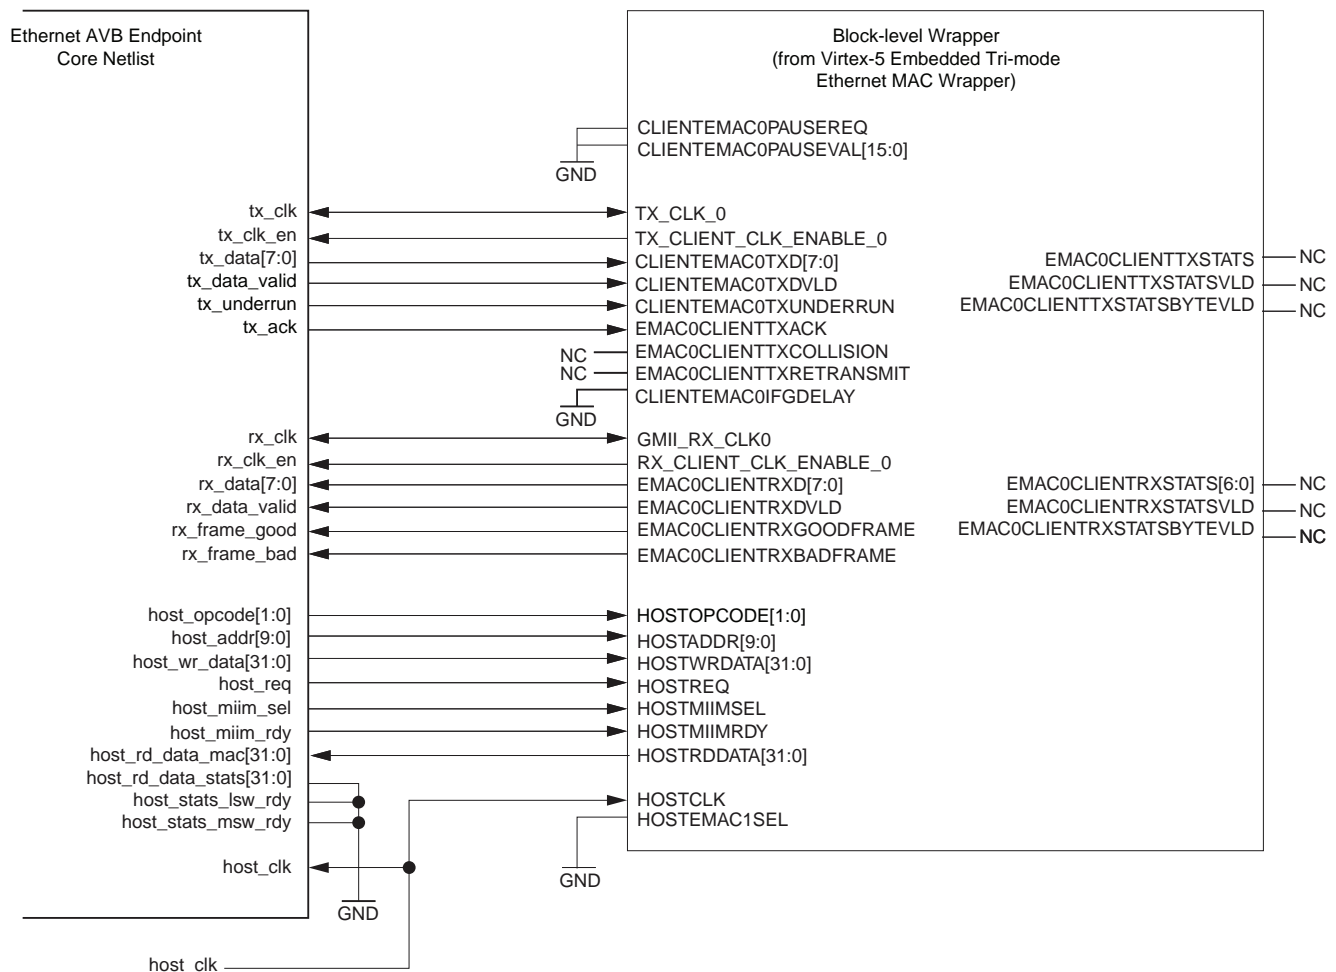 Ethernet AVB Endpoint
Core Netlist
Block-level Wrapper
(from Virtex-5 Embedded Tri-mode
Ethernet MAC Wrapper)
CLIENTEMAC0PAUSEREQ
CLIENTEMAC0PAUSEVAL[15:0]
GND
tx_clk TX_CLK_0
tx_clk_en TX_CLIENT_CLK_ENABLE_0
tx_data[7:0] CLIENTEMAC0TXD[7:0] EMAC0CLIENTTXSTATS NC
tx_data_valid CLIENTEMAC0TXDVLD EMAC0CLIENTTXSTATSVLD NC
tx_underrun CLIENTEMAC0TXUNDERRUN EMAC0CLIENTTXSTATSBYTEVLD NC
tx_ack EMAC0CLIENTTXACK
NC EMAC0CLIENTTXCOLLISION
NC EMAC0CLIENTTXRETRANSMIT
CLIENTEMAC0IFGDELAY
GND
rx_clk GMII_RX_CLK0
rx_clk_en RX_CLIENT_CLK_ENABLE_0
rx_data[7:0] EMAC0CLIENTRXD[7:0] EMAC0CLIENTRXSTATS[6:0] NC
rx_data_valid EMAC0CLIENTRXDVLD EMAC0CLIENTRXSTATSVLD NC
rx_frame_good EMAC0CLIENTRXGOODFRAME EMAC0CLIENTRXSTATSBYTEVLD NC
rx_frame_bad EMAC0CLIENTRXBADFRAME
host_opcode[1:0] HOSTOPCODE[1:0]
host_addr[9:0] HOSTADDR[9:0]
host_wr_data[31:0] HOSTWRDATA[31:0]
host_req HOSTREQ
host_miim_sel HOSTMIIMSEL
host_miim_rdy HOSTMIIMRDY
host_rd_data_mac[31:0] HOSTRDDATA[31:0]
host_rd_data_stats[31:0]
host_stats_lsw_rdy HOSTCLK
host_stats_msw_rdy HOSTEMAC1SEL
host_clk
GND
GND
host_clk